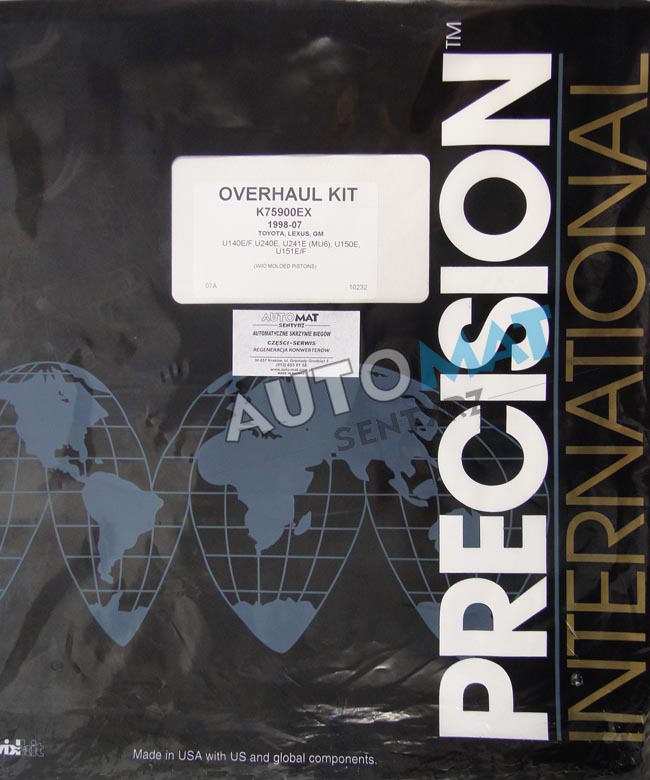 OVERHAUL KIT
K75900EX
1998-07
TOYOTA, LEXUS, GM
U140E/F,U240E, U241E (MU6), U150E,
U151E/F
(W/O MOLDED PISTONS)
07A 10232
AUTOMAT
SENTYRZ
AUTOMATYCZNE SKRZYNIE BIEGÓW
CZĘŚCI-SERWIS
REGENERACJA KONWERTERÓW
AUTOMAT
SENTYRZ
PRECISION™
INTERNATIONAL
Made in USA with US and global components.